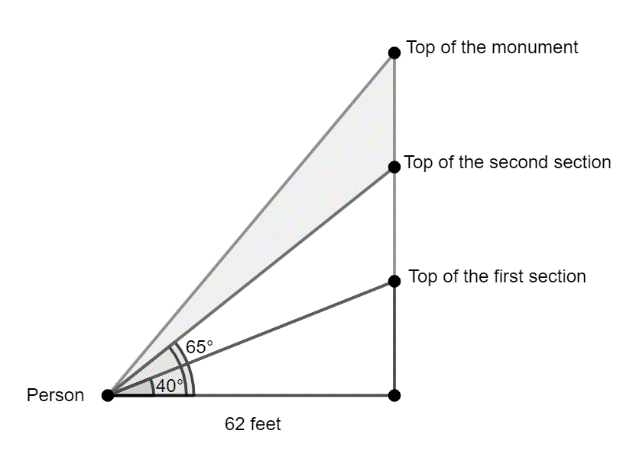 Top of the monument
Top of the second section
Top of the first section
65°
40°
Person
62 feet